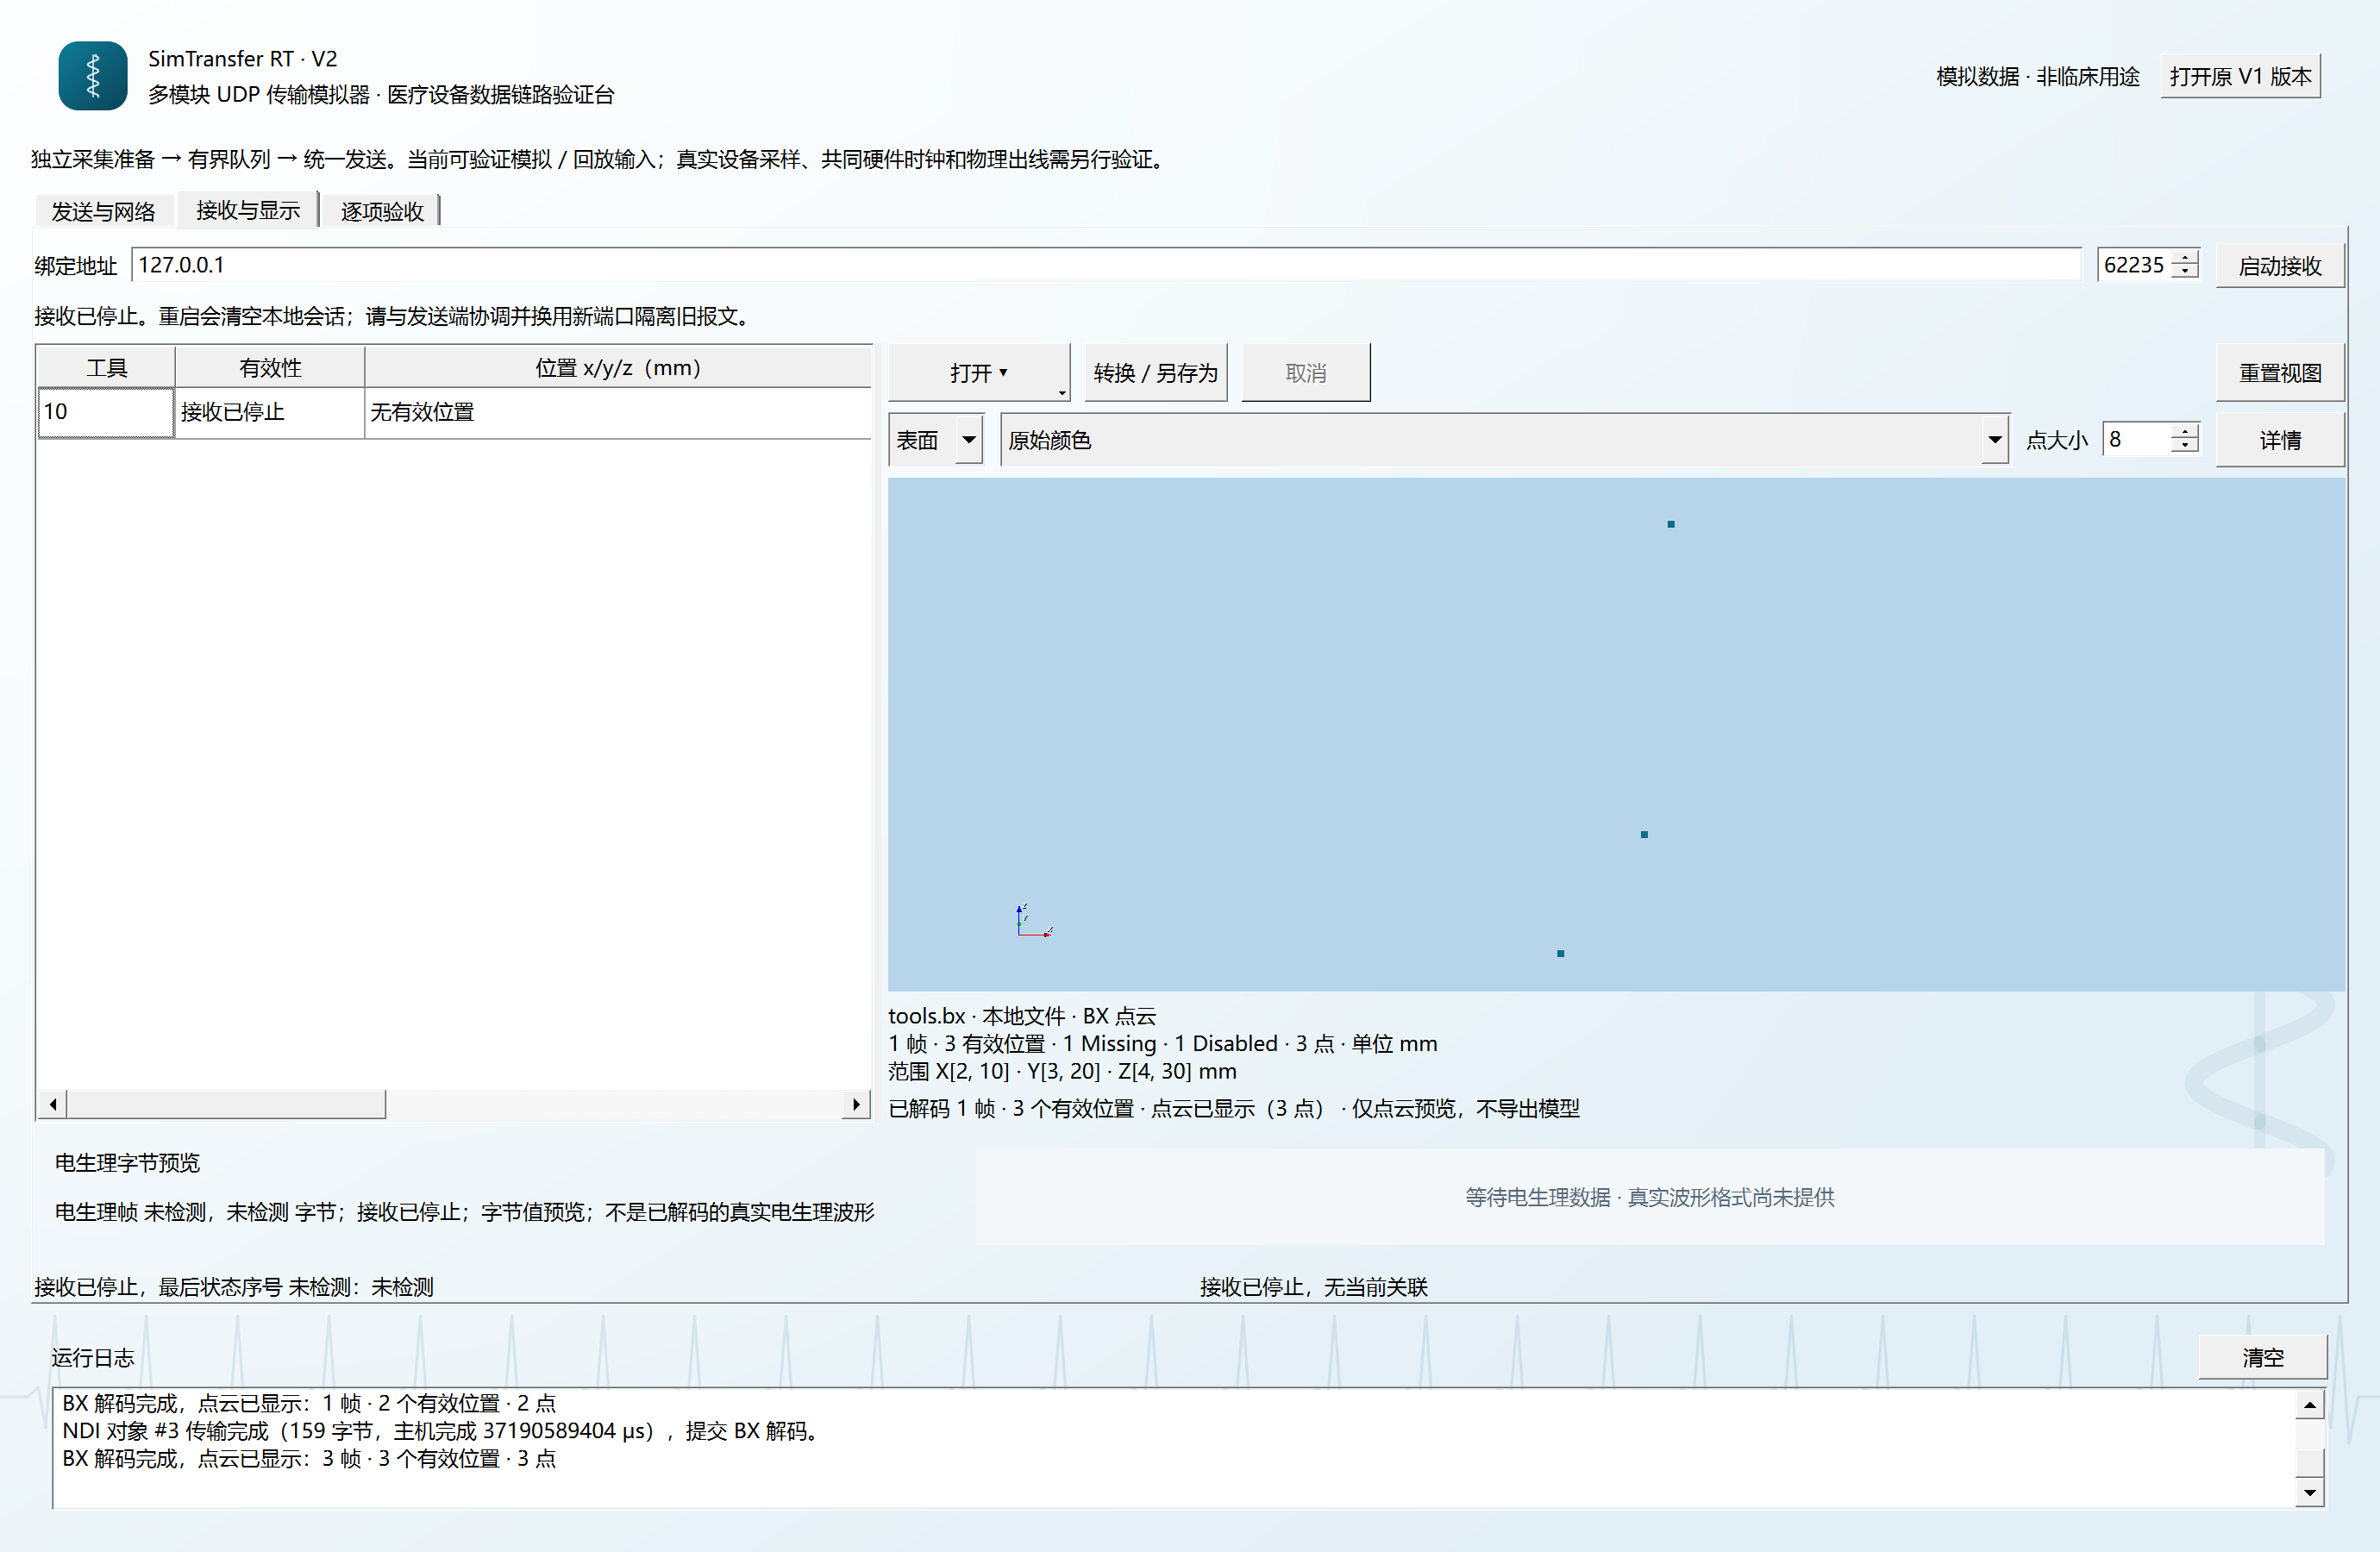 SimTransfer RT · V2
多模块 UDP 传输模拟器 · 医疗设备数据链路验证台
模拟数据 · 非临床用途
打开原 V1 版本
独立采集准备 → 有界队列 → 统一发送。当前可验证模拟 / 回放输入；真实设备采样、共同硬件时钟和物理出线需另行验证。
发送与网络
接收与显示
逐项验收
绑定地址
127.0.0.1
62235
启动接收
接收已停止。重启会清空本地会话；请与发送端协调并换用新端口隔离旧报文。
工具
有效性
位置 x/y/z（mm）
10
接收已停止
无有效位置
打开 ▾
转换 / 另存为
取消
重置视图
表面
原始颜色
点大小
8
详情
Z
Y
X
tools.bx · 本地文件 · BX 点云
1 帧 · 3 有效位置 · 1 Missing · 1 Disabled · 3 点 · 单位 mm
范围 X[2, 10] · Y[3, 20] · Z[4, 30] mm
已解码 1 帧 · 3 个有效位置 · 点云已显示（3 点） · 仅点云预览，不导出模型
电生理字节预览
电生理帧 未检测，未检测 字节；接收已停止；字节值预览；不是已解码的真实电生理波形
等待电生理数据 · 真实波形格式尚未提供
接收已停止，最后状态序号 未检测：未检测
接收已停止，无当前关联
运行日志
清空
BX 解码完成，点云已显示：1 帧 · 2 个有效位置 · 2 点
NDI 对象 #3 传输完成（159 字节，主机完成 37190589404 µs），提交 BX 解码。
BX 解码完成，点云已显示：3 帧 · 3 个有效位置 · 3 点